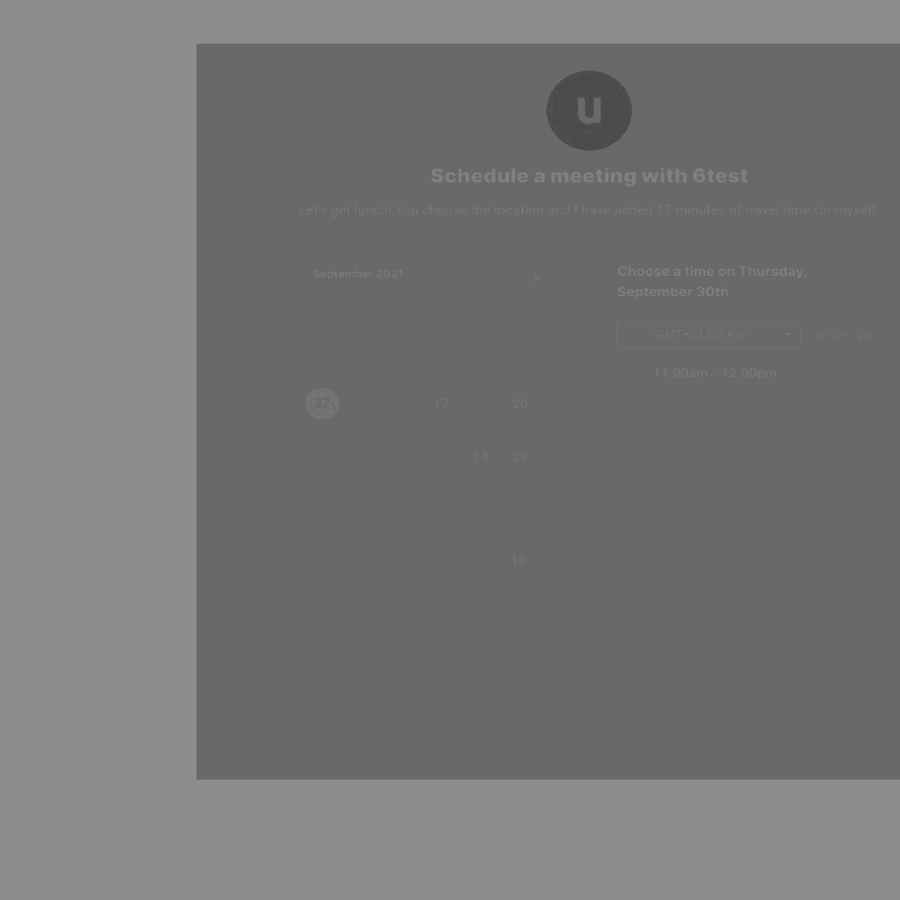 u
Schedule a meeting with 6test
Let's get lunch! You choose the location and I have added 15 minutes of travel time for myself
September 2021
Choose a time on Thursday,
September 30th
(GMT+03:00) Kiev
24h
11:00am - 12:00pm
27 17 20
14 29
18